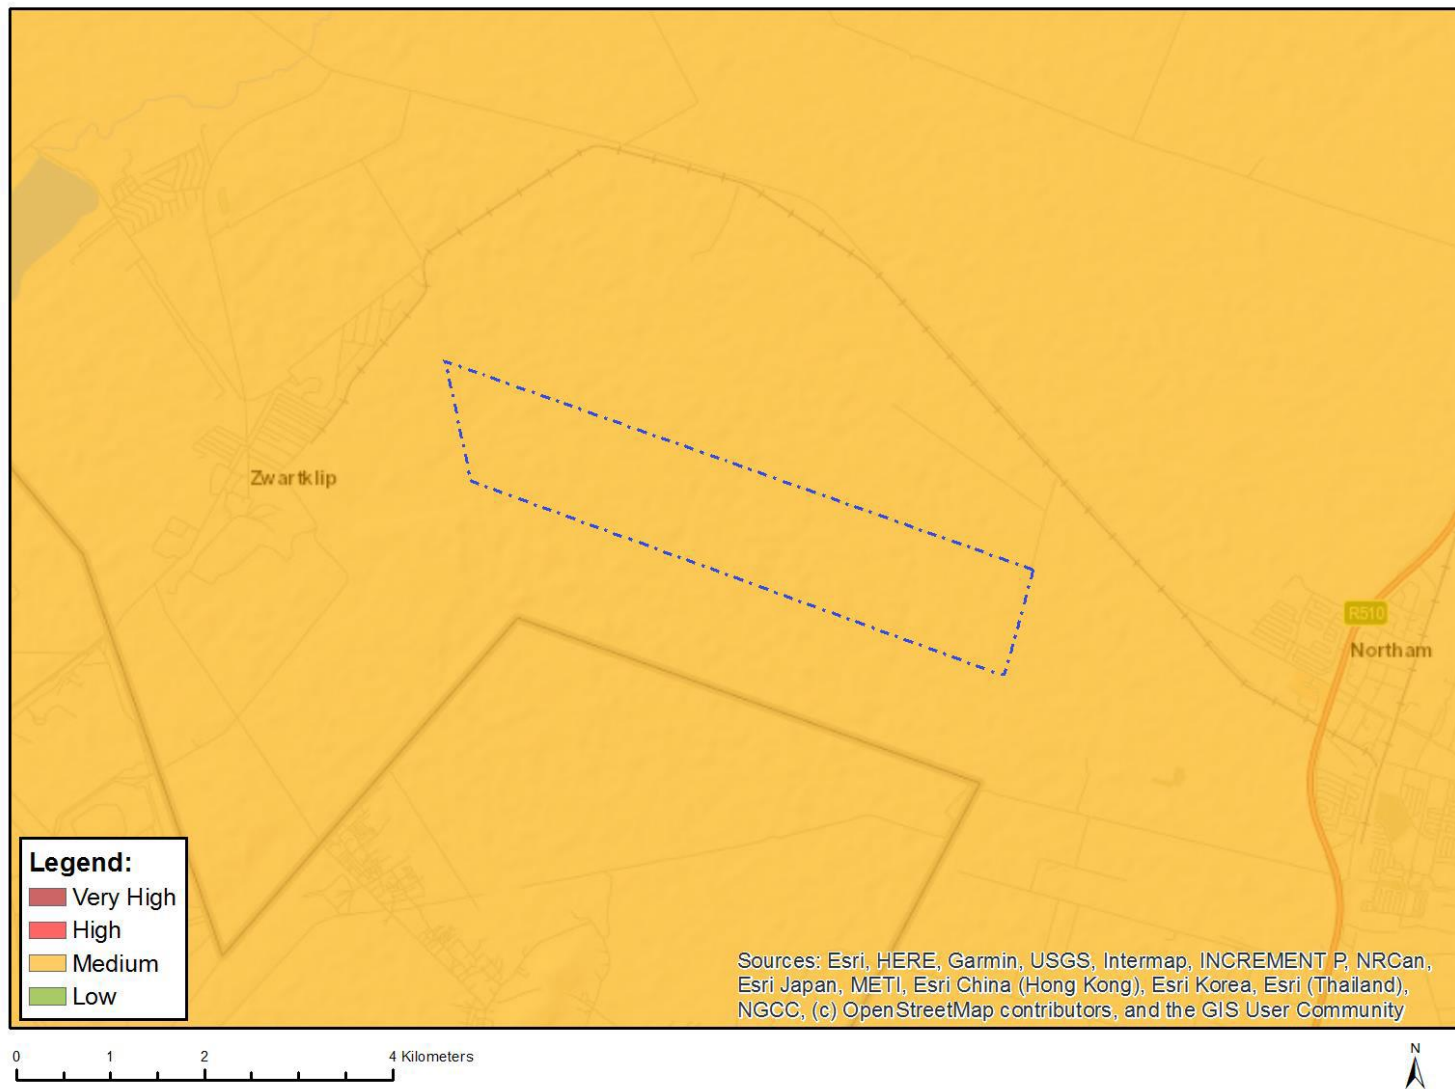 Zwartklip
R510
Northam
Legend:
Very High
High
Medium
Low
Sources: Esri, HERE, Garmin, USGS, Intermap, INCREMENT P, NRCan,
Esri Japan, METI, Esri China (Hong Kong), Esri Korea, Esri (Thailand),
NGCC, (c) OpenStreetMap contributors, and the GIS User Community
0 1 2 4 Kilometers
N